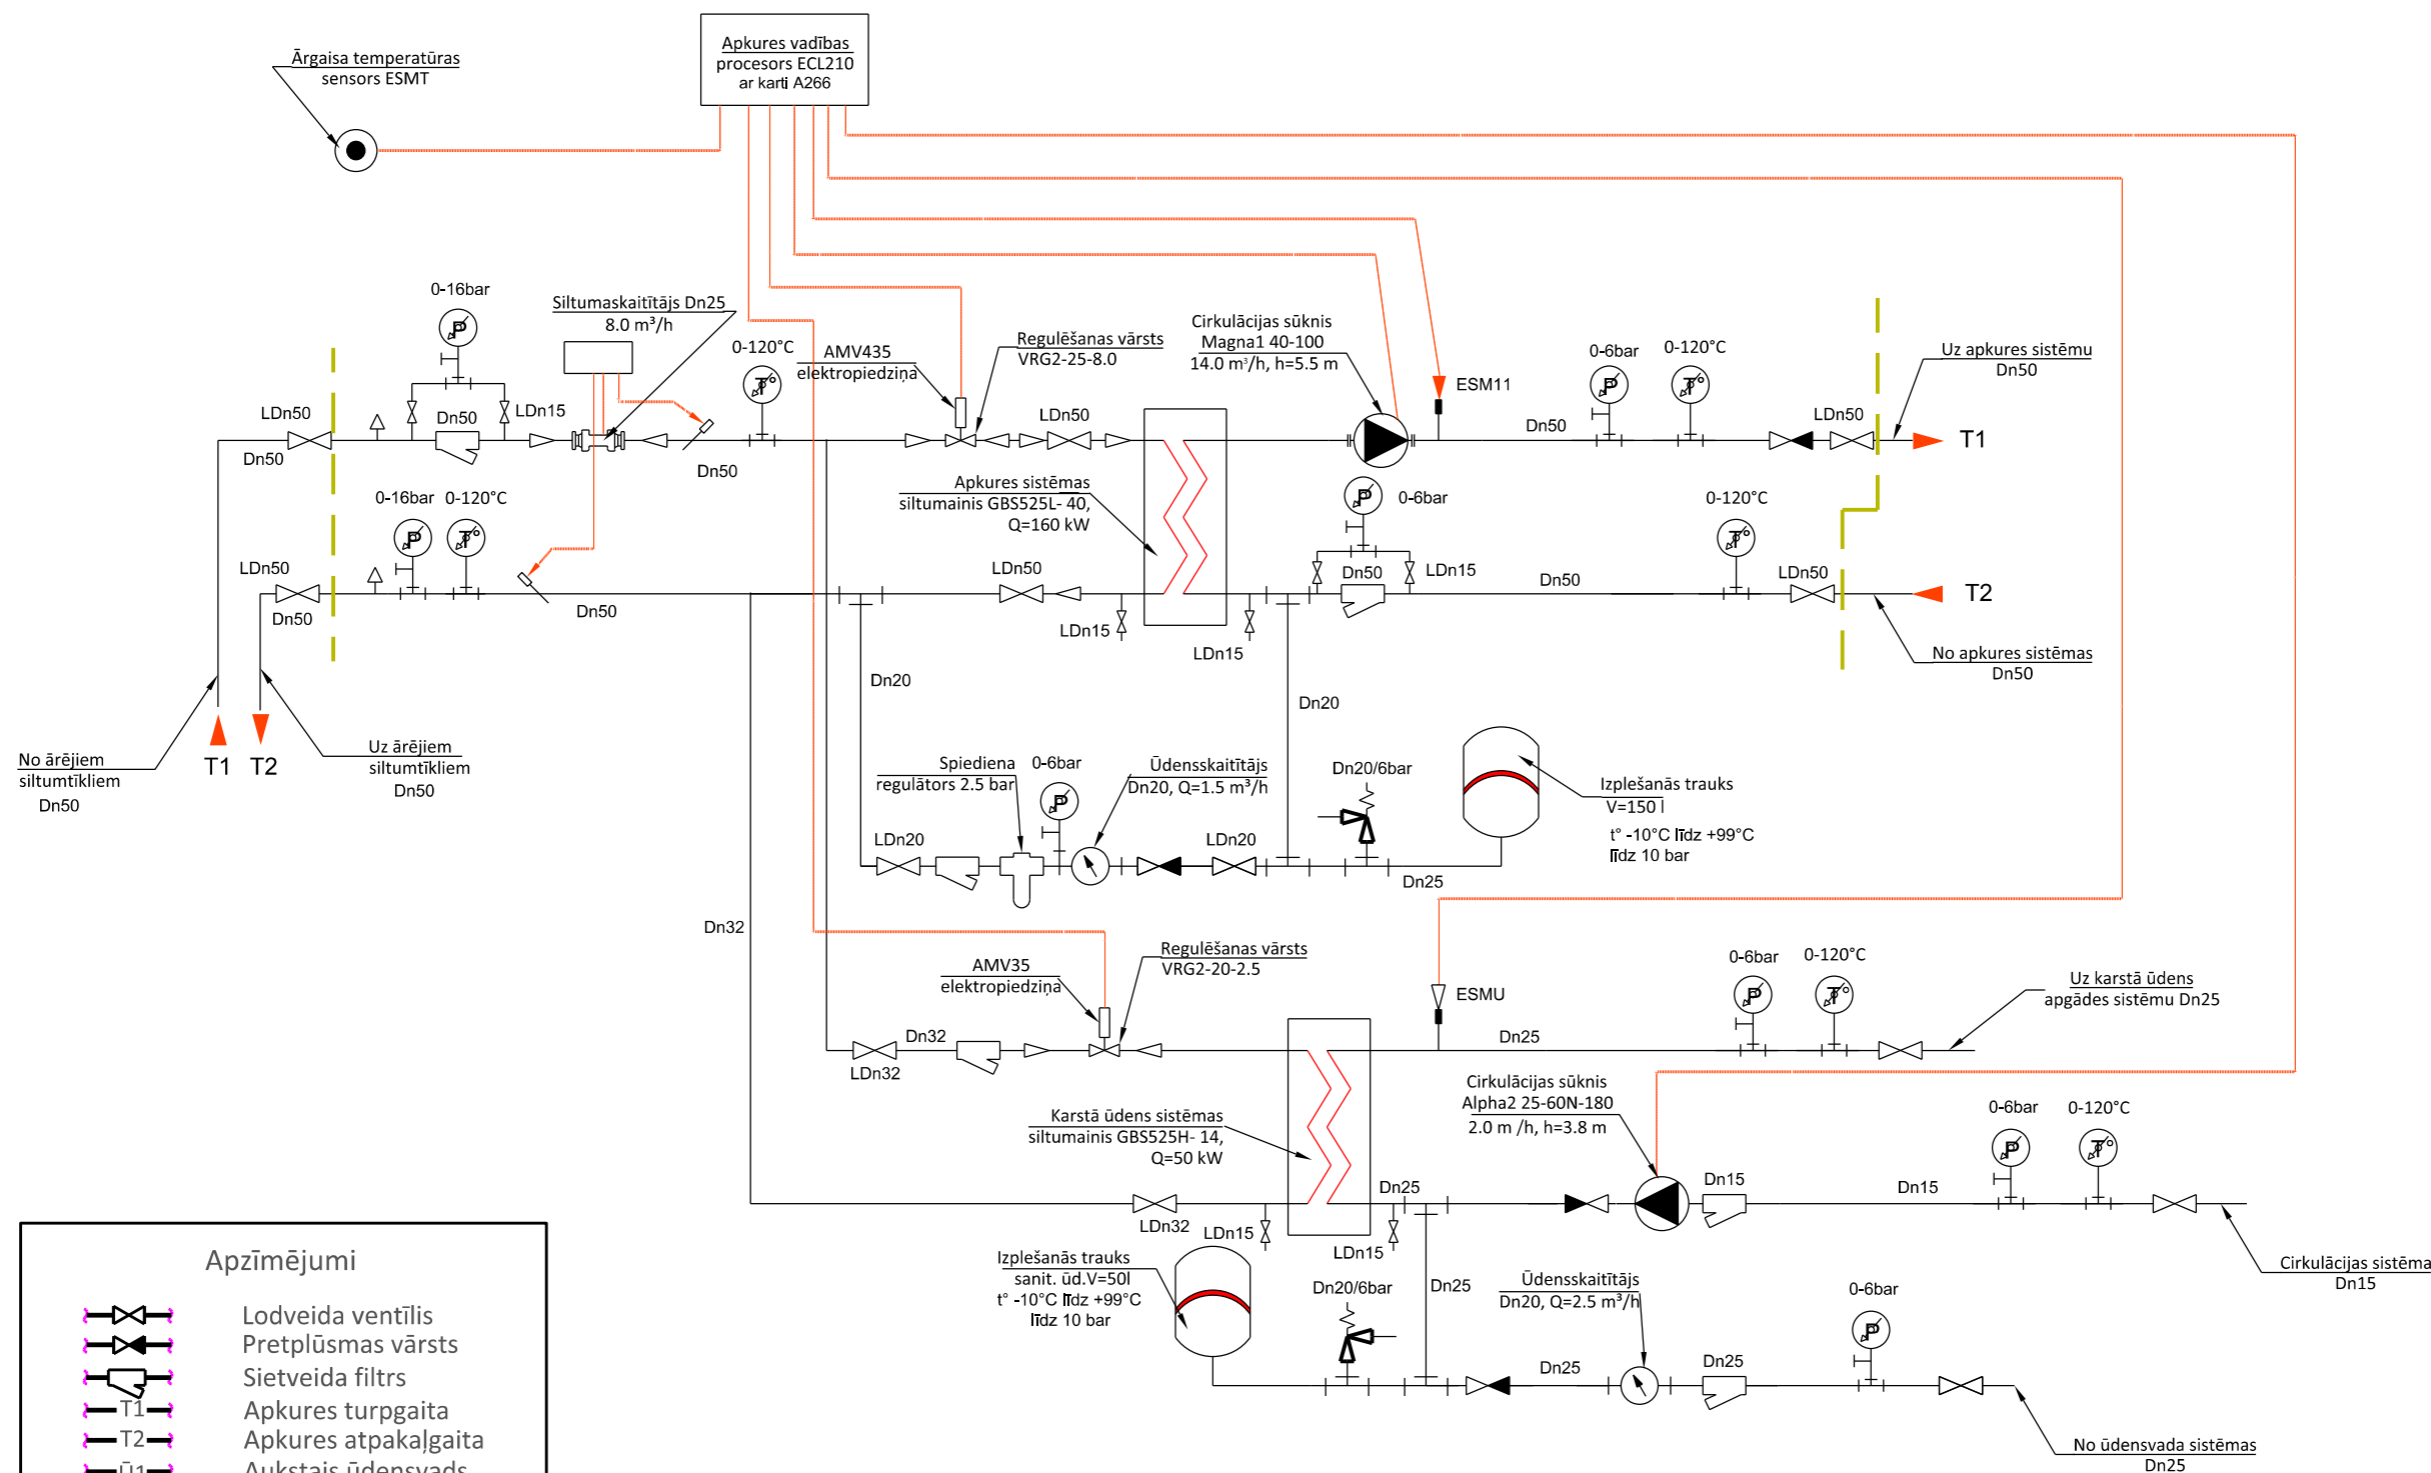 Apkures vadības
procesors ECL210
ar karti A266
Ārgaisa temperatūras
sensors ESMT
0-16bar
Siltumaskaitītājs Dn25
8.0 m³/h
0-120°C
AMV435
elektropiedziņa
Regulēšanas vārsts
VRG2-25-8.0
Cirkulācijas sūknis
Magna1 40-100
14.0 m³/h, h=5.5 m
ESM11
0-6bar
0-120°C
Uz apkures sistēmu
Dn50
LDn50
Dn50
LDn15
LDn50
Dn50
LDn50
T1
Dn50
Dn50
P
T°
P
T°
0-16bar
0-120°C
Apkures sistēmas
siltumainis GBS525L- 40,
Q=160 kW
P
0-6bar
0-120°C
P
T°
T°
LDn50
LDn50
Dn50
LDn15
Dn50
LDn50
T2
Dn50
Dn50
LDn15
LDn15
No apkures sistēmas
Dn50
Dn20
Dn20
No ārējiem
siltumtīkliem
Dn50
T1
T2
Uz ārējiem
siltumtīkliem
Dn50
Spiediena
regulātors 2.5 bar
0-6bar
P
Ūdensskaitītājs
Dn20, Q=1.5 m³/h
Dn20/6bar
Izplešanās trauks
V=150 l
t° -10°C līdz +99°C
līdz 10 bar
LDn20
LDn20
Dn25
Dn32
AMV35
elektropiedziņa
Regulēšanas vārsts
VRG2-20-2.5
ESMU
0-6bar
0-120°C
P
T°
Uz karstā ūdens
apgādes sistēmu Dn25
Dn32
LDn32
Dn25
Cirkulācijas sūknis
Alpha2 25-60N-180
2.0 m /h, h=3.8 m
Karstā ūdens sistēmas
siltumainis GBS525H- 14,
Q=50 kW
0-6bar
0-120°C
P
T°
LDn32
LDn15
Dn25
LDn15
Dn15
Dn15
Cirkulācijas sistēma
Dn15
Izplešanās trauks
sanit. ūd.V=50l
t° -10°C līdz +99°C
līdz 10 bar
Dn20/6bar
Dn25
Ūdensskaitītājs
Dn20, Q=2.5 m³/h
0-6bar
P
Dn25
Dn25
No ūdensvada sistēmas
Dn25
Apzīmējumi
Lodveida ventīlis
Pretplūsmas vārsts
Sietveida filtrs
T1 Apkures turpgaita
T2 Apkures atpakaļgaita
Ū1 Aukstais ūdensvads